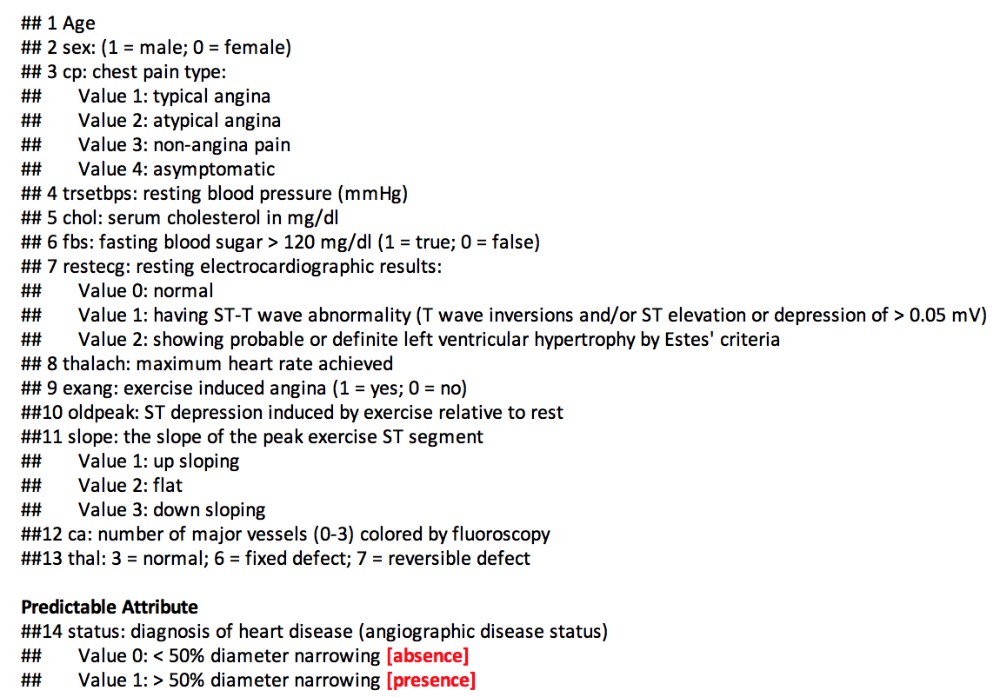 ## 1 Age
## 2 sex: (1 = male; 0 = female)
## 3 cp: chest pain type:
## Value 1: typical angina
## Value 2: atypical angina
## Value 3: non-angina pain
## Value 4: asymptomatic
## 4 trsetbps: resting blood pressure (mmHg)
## 5 chol: serum cholesterol in mg/dl
## 6 fbs: fasting blood sugar > 120 mg/dl (1 = true; 0 = false)
## 7 restecg: resting electrocardiographic results:
## Value 0: normal
## Value 1: having ST-T wave abnormality (T wave inversions and/or ST elevation or depression of > 0.05 mV)
## Value 2: showing probable or definite left ventricular hypertrophy by Estes' criteria
## 8 thalach: maximum heart rate achieved
## 9 exang: exercise induced angina (1 = yes; 0 = no)
##10 oldpeak: ST depression induced by exercise relative to rest
##11 slope: the slope of the peak exercise ST segment
## Value 1: up sloping
## Value 2: flat
## Value 3: down sloping
##12 ca: number of major vessels (0-3) colored by fluoroscopy
##13 thal: 3 = normal; 6 = fixed defect; 7 = reversible defect
Predictable Attribute
##14 status: diagnosis of heart disease (angiographic disease status)
## Value 0: < 50% diameter narrowing [absence]
## Value 1: > 50% diameter narrowing [presence]